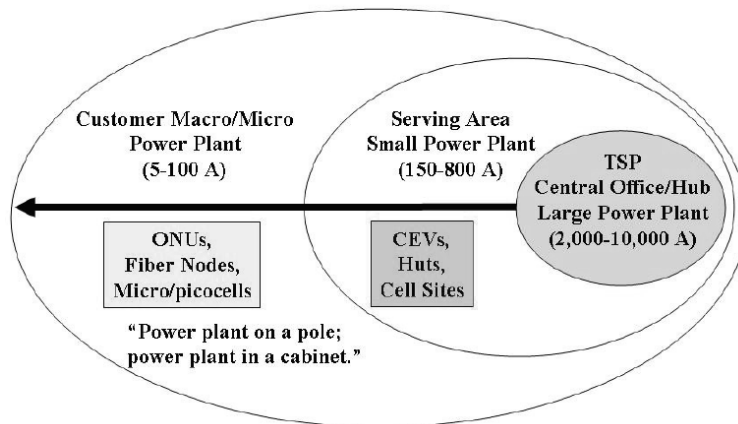 Customer Macro/Micro
Power Plant
(5-100 A)
Serving Area
Small Power Plant
(150-800 A)
TSP
Central Office/Hub
Large Power Plant
(2,000-10,000 A)
ONUs,
Fiber Nodes,
Micro/picocells
CEVs,
Huts,
Cell Sites
“Power plant on a pole;
power plant in a cabinet.”